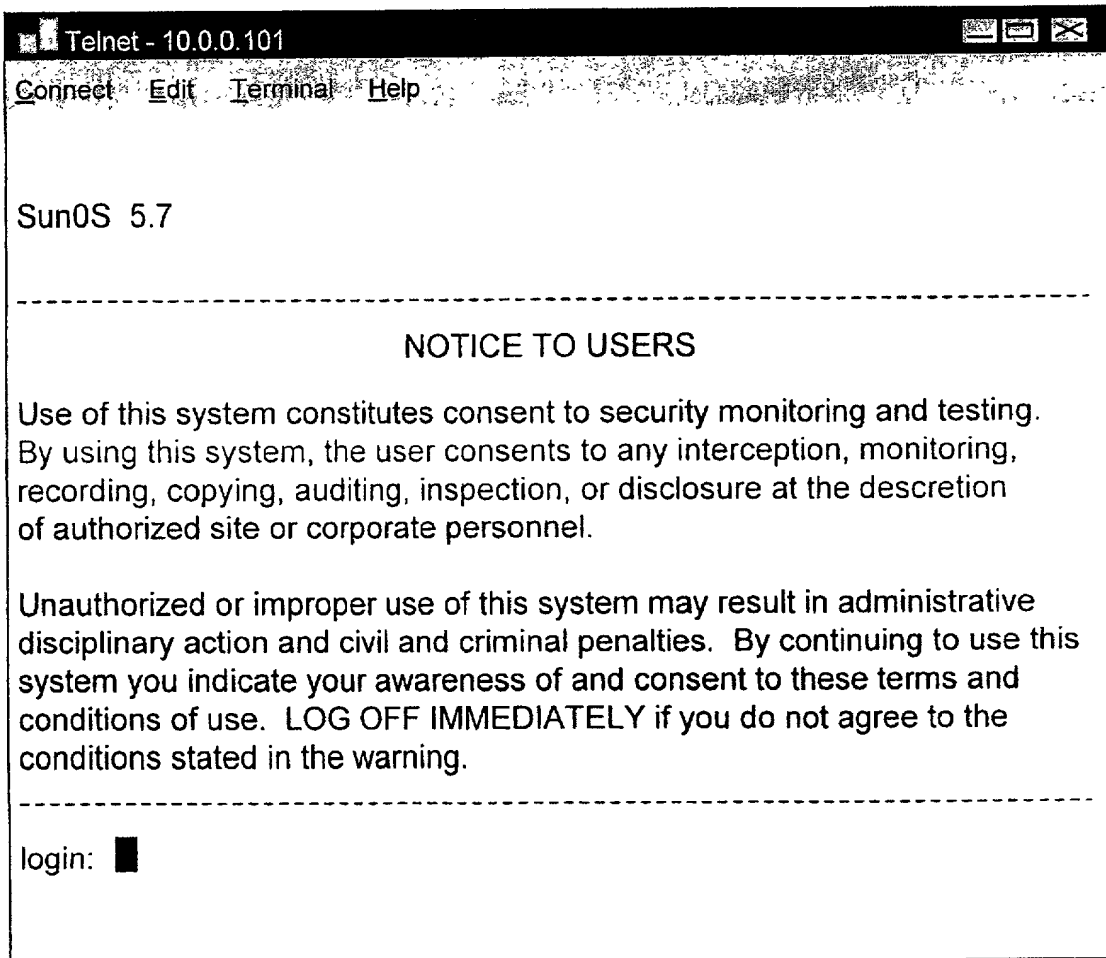 Telnet - 10.0.0.101
Connect Edit Terminal Help
Sun0S 5.7
--------------------------------------------------------------------------------
NOTICE TO USERS
Use of this system constitutes consent to security monitoring and testing.
By using this system, the user consents to any interception, monitoring,
recording, copying, auditing, inspection, or disclosure at the descretion
of authorized site or corporate personnel.
Unauthorized or improper use of this system may result in administrative
disciplinary action and civil and criminal penalties. By continuing to use this
system you indicate your awareness of and consent to these terms and
conditions of use. LOG OFF IMMEDIATELY if you do not agree to the
conditions stated in the warning.
--------------------------------------------------------------------------------
login: